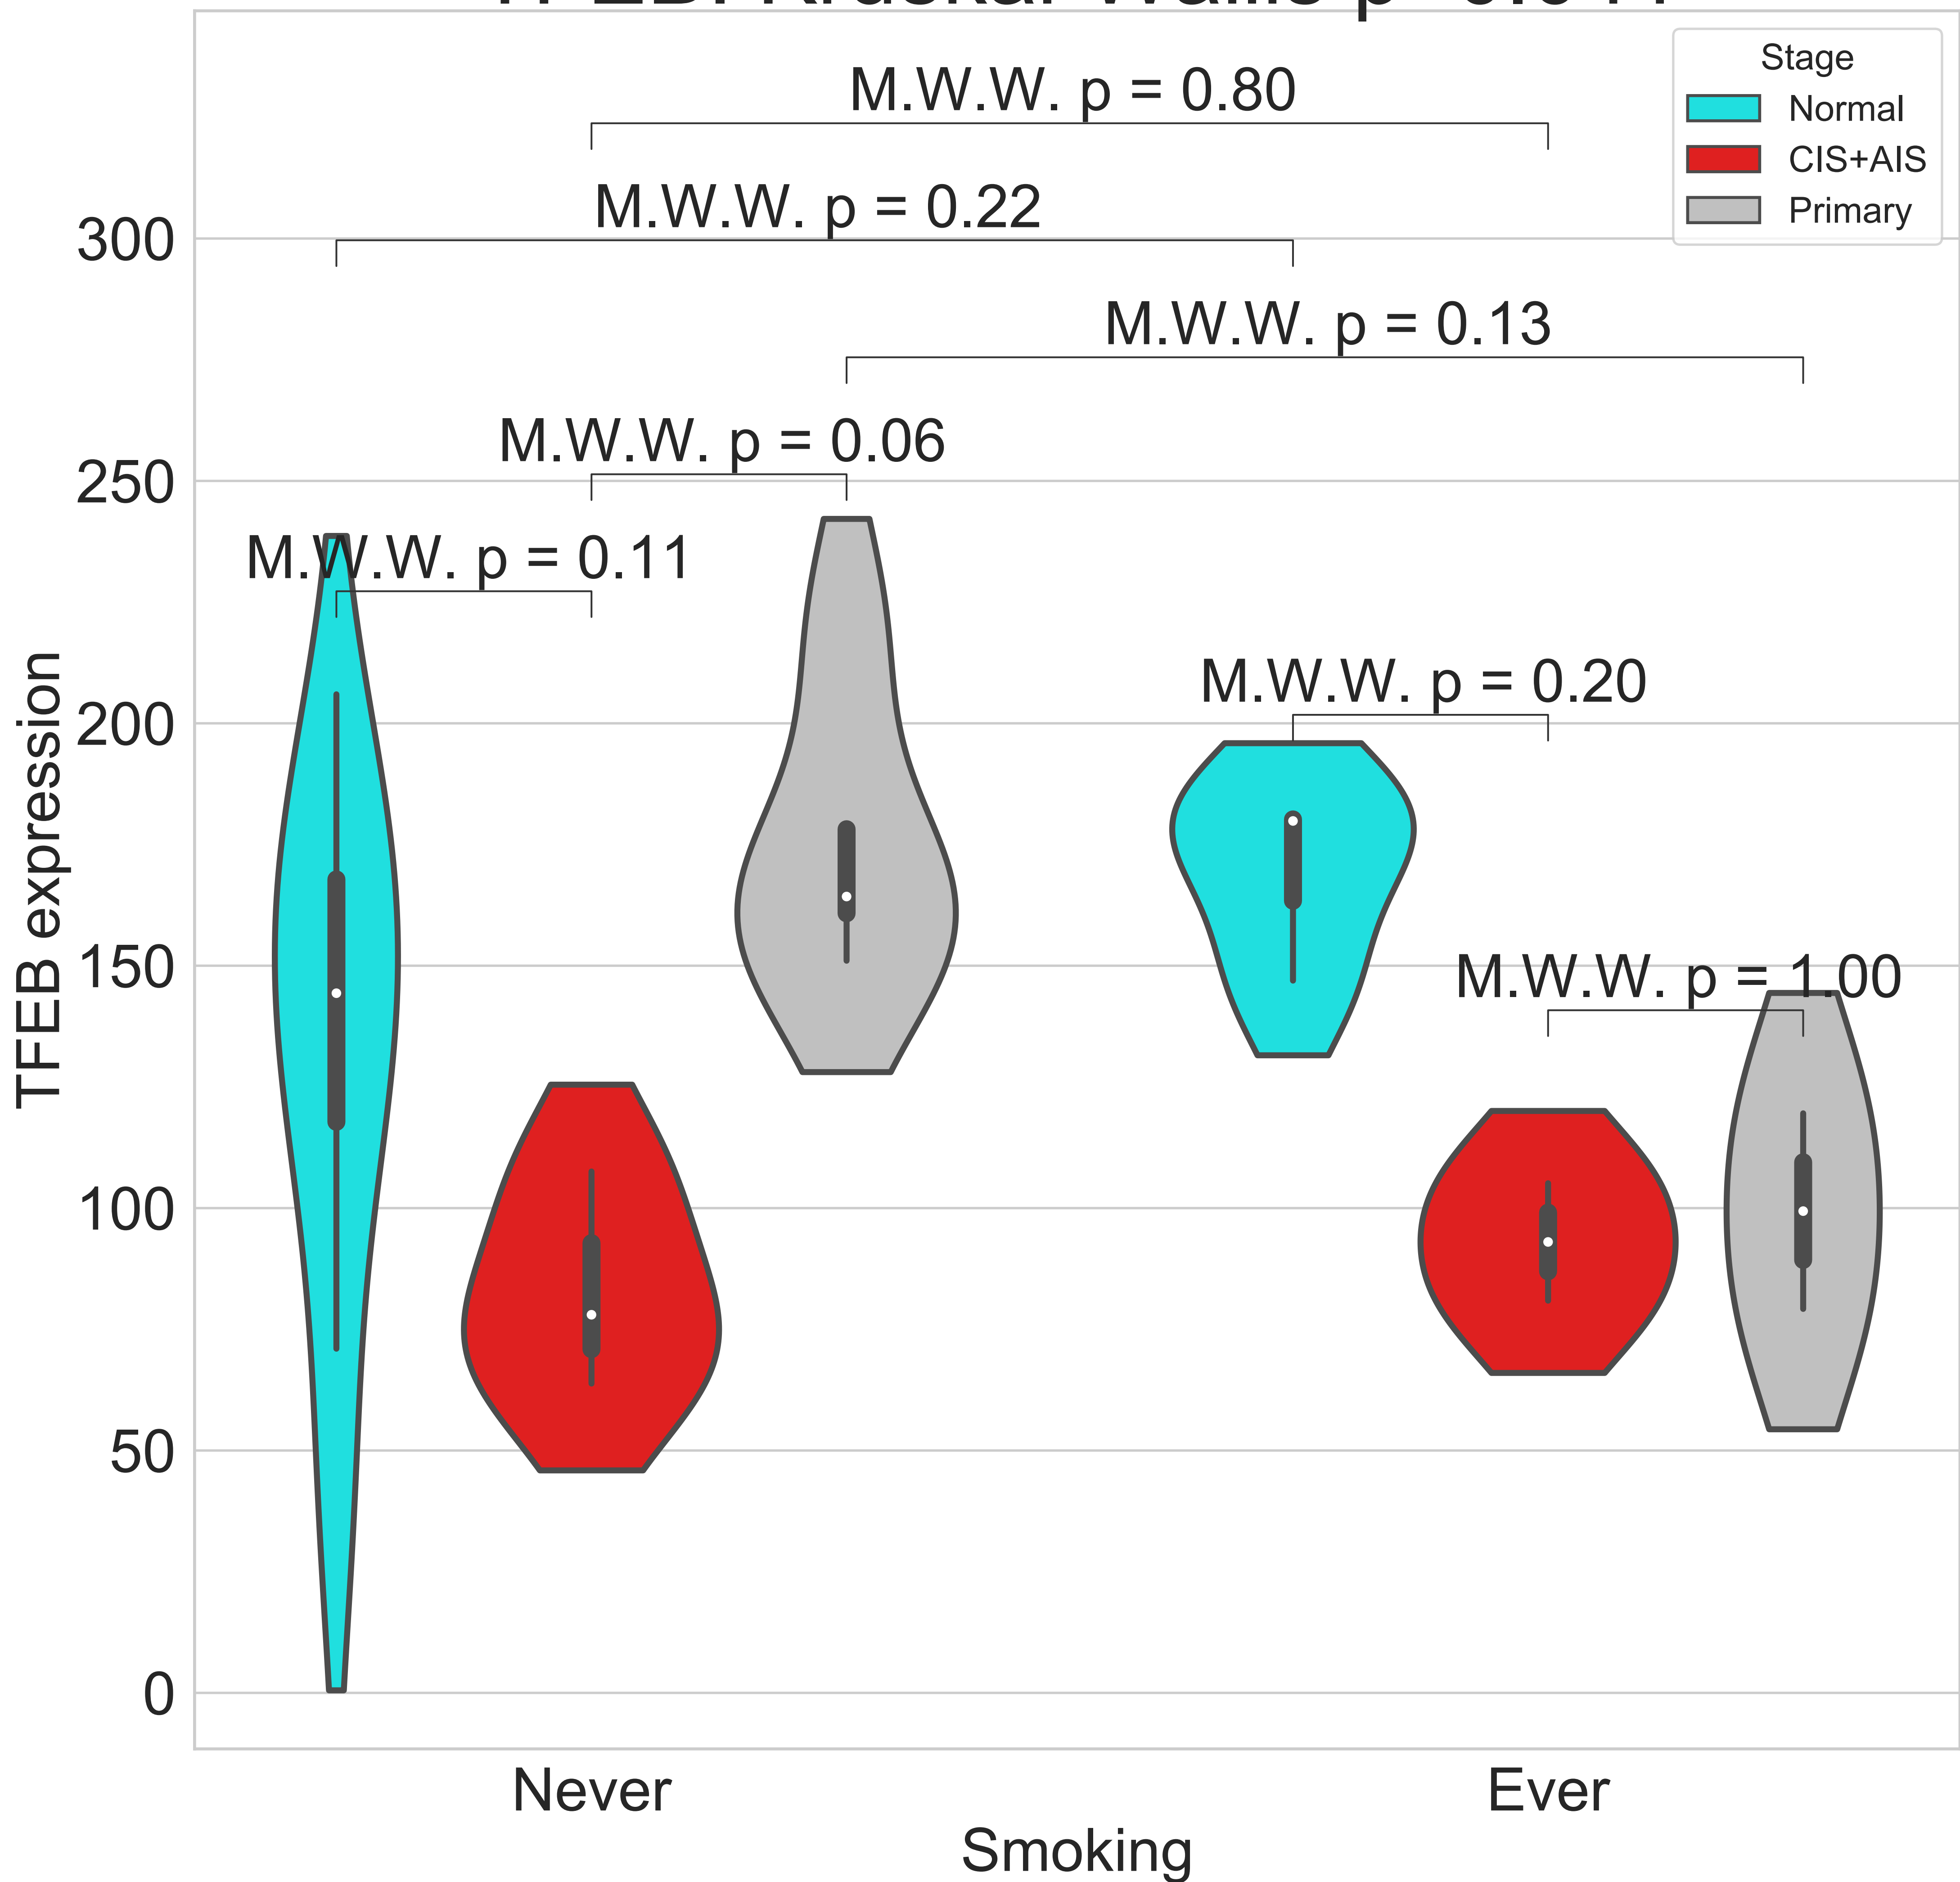 Stage
Normal
CIS+AIS
Primary
M.W.W. p = 0.80
M.W.W. p = 0.22
M.W.W. p = 0.13
M.W.W. p = 0.06
M.W.W. p = 0.11
M.W.W. p = 0.20
M.W.W. p = 1.00
300
250
200
150
100
50
0
TFEB expression
Never
Ever
Smoking